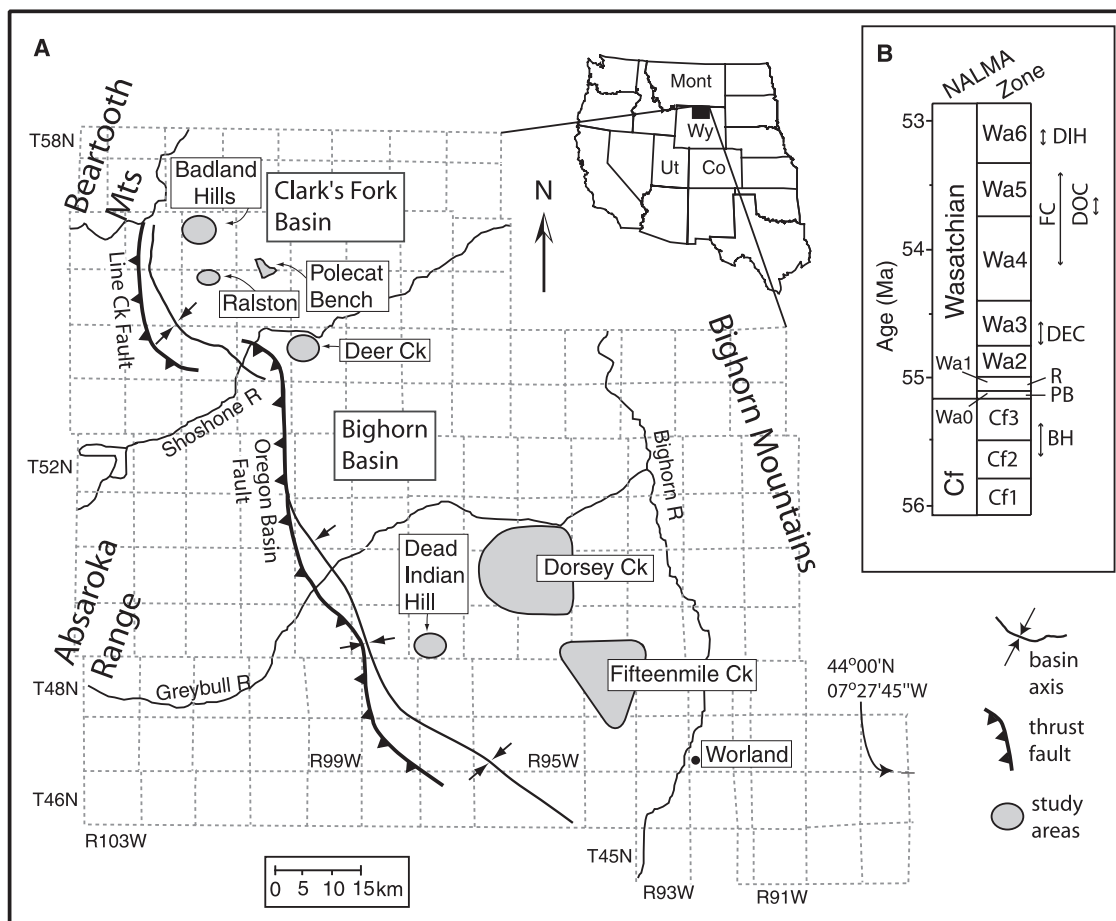 A
Beartooth
Mts
T58N
Badland
Hills
Clark's Fork
Basin
Line Ck Fault
Ralston
Polecat
Bench
Deer Ck
Shoshone R
N
Mont
Wy
Ut
Co
Bighorn Mountains
Bighorn
Basin
Bighorn R
T52N
Oregon Basin
Fault
Absaroka
Range
Dead
Indian
Hill
Dorsey Ck
Fifteenmile Ck
T48N
Greybull R
44°00'N
07°27'45"W
R99W
R95W
Worland
T46N
R103W
T45N
R93W
R91W
0 5 10 15km
B
NALMA
Zone
Age (Ma)
53
54
55
56
Wasatchian
Cf
Wa6
Wa5
Wa4
Wa3
Wa2
Wa1
Wa0
Cf3
Cf2
Cf1
DIH
FC
DOC
DEC
R
PB
BH
basin
axis
thrust
fault
study
areas